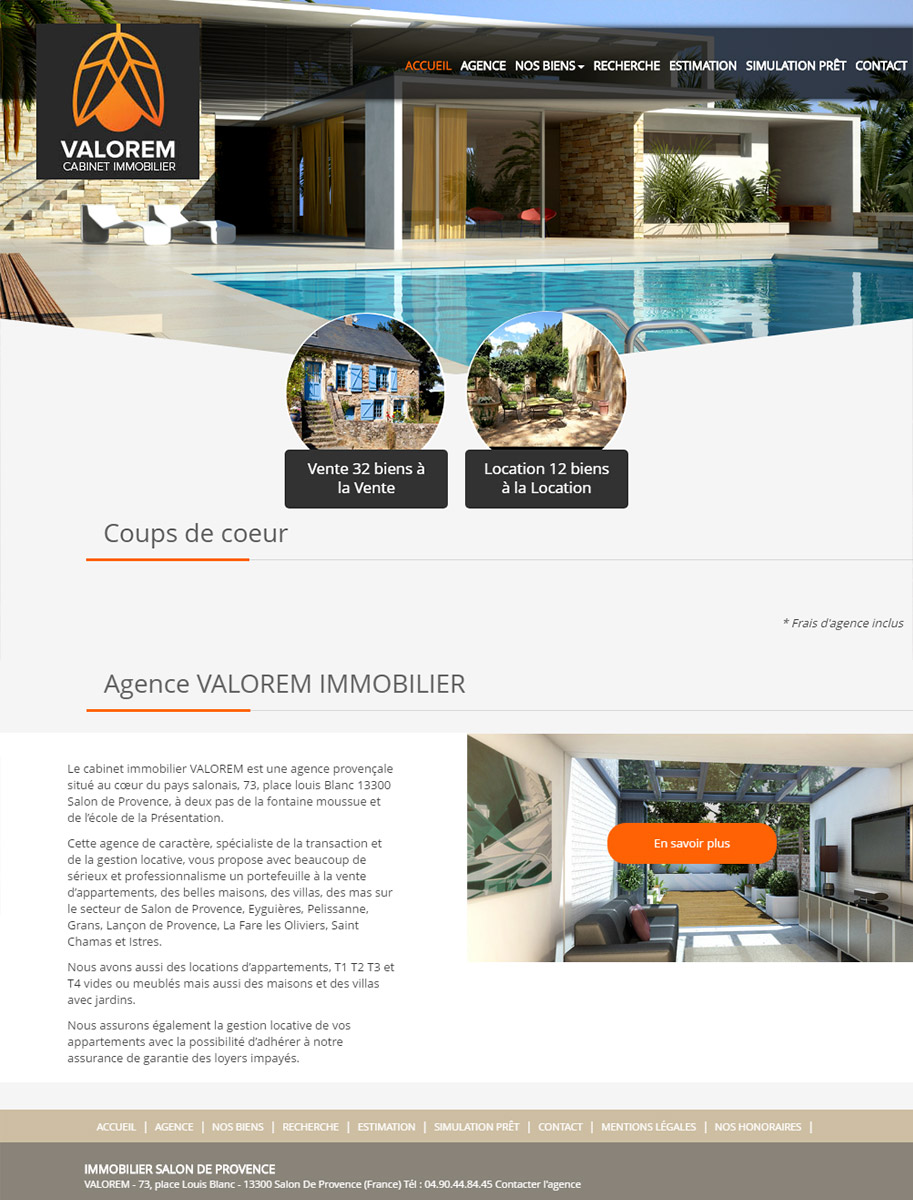 VALOREM
CABINET IMMOBILIER
ACCUEIL AGENCE NOS BIENS RECHERCHE ESTIMATION SIMULATION PRÊT CONTACT
Vente 32 biens à
la Vente
Location 12 biens
à la Location
Coups de coeur
* Frais d'agence inclus
Agence VALOREM IMMOBILIER
Le cabinet immobilier VALOREM est une agence provençale
situé au cœur du pays salonais, 73, place louis Blanc 13300
Salon de Provence, à deux pas de la fontaine moussue et
de l’école de la Présentation.
Cette agence de caractère, spécialiste de la transaction et
de la gestion locative, vous propose avec beaucoup de
sérieux et professionnalisme un portefeuille à la vente
d’appartements, des belles maisons, des villas, des mas sur
le secteur de Salon de Provence, Eyguières, Pelissanne,
Grans, Lançon de Provence, La Fare les Oliviers, Saint
Chamas et Istres.
Nous avons aussi des locations d’appartements, T1 T2 T3 et
T4 vides ou meublés mais aussi des maisons et des villas
avec jardins.
Nous assurons également la gestion locative de vos
appartements avec la possibilité d’adhérer à notre
assurance de garantie des loyers impayés.
En savoir plus
ACCUEIL | AGENCE | NOS BIENS | RECHERCHE | ESTIMATION | SIMULATION PRÊT | CONTACT | MENTIONS LÉGALES | NOS HONORAIRES |
IMMOBILIER SALON DE PROVENCE
VALOREM - 73, place Louis Blanc - 13300 Salon De Provence (France) Tél : 04.90.44.84.45 Contacter l'agence